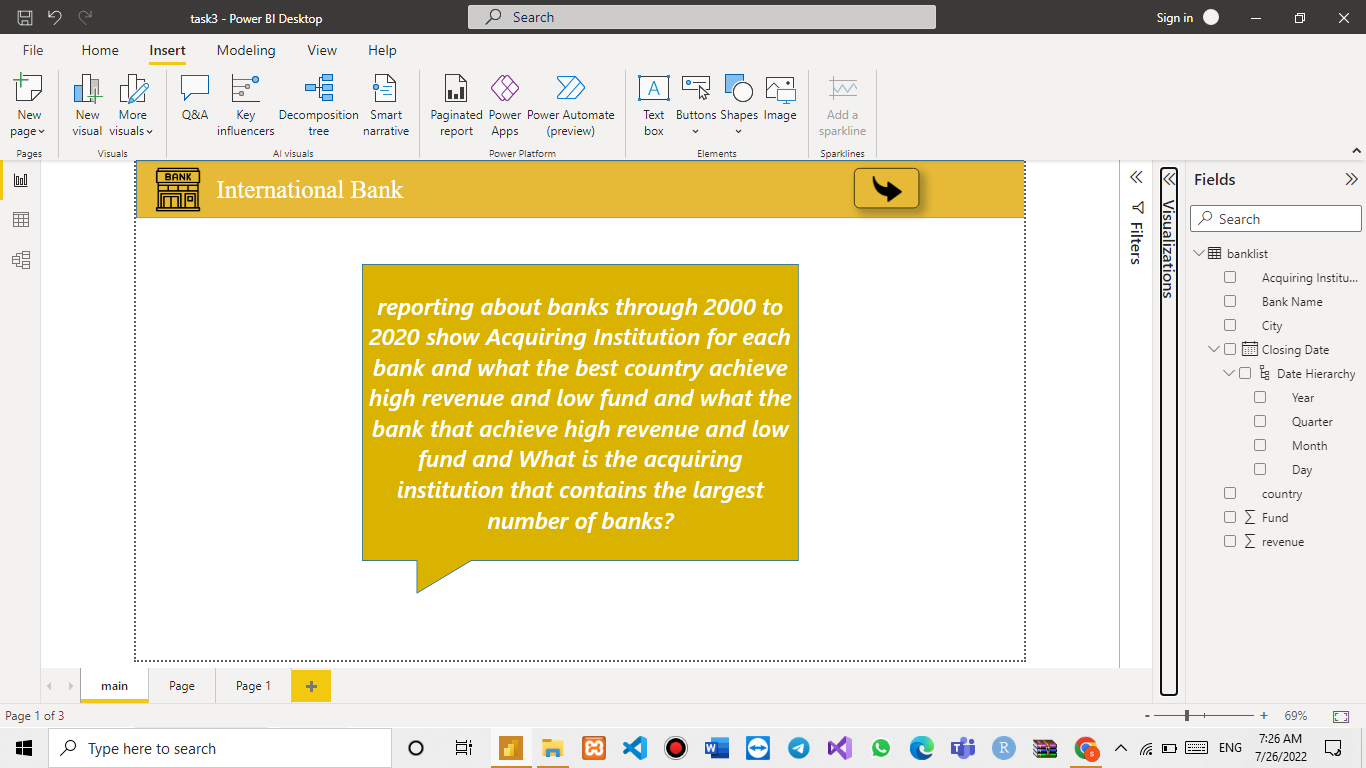 task3 - Power BI Desktop
Search
Sign in
File Home Insert Modeling View Help
New page
New visual
More visuals
Q&A
Key influencers
Decomposition tree
Smart narrative
Paginated report
Power Apps
Power Automate (preview)
Text box
Buttons
Shapes
Image
Add a sparkline
Pages
Visuals
AI visuals
Power Platform
Elements
Sparklines
BANK
International Bank
reporting about banks through 2000 to
2020 show Acquiring Institution for each
bank and what the best country achieve
high revenue and low fund and what the
bank that achieve high revenue and low
fund and What is the acquiring
institution that contains the largest
number of banks?
Filters
Visualizations
Fields
Search
banklist
Acquiring Institu...
Bank Name
City
Closing Date
Date Hierarchy
Year
Quarter
Month
Day
country
Fund
revenue
main
Page
Page 1
Page 1 of 3
- + 69%
Type here to search
ENG
7:26 AM
7/26/2022